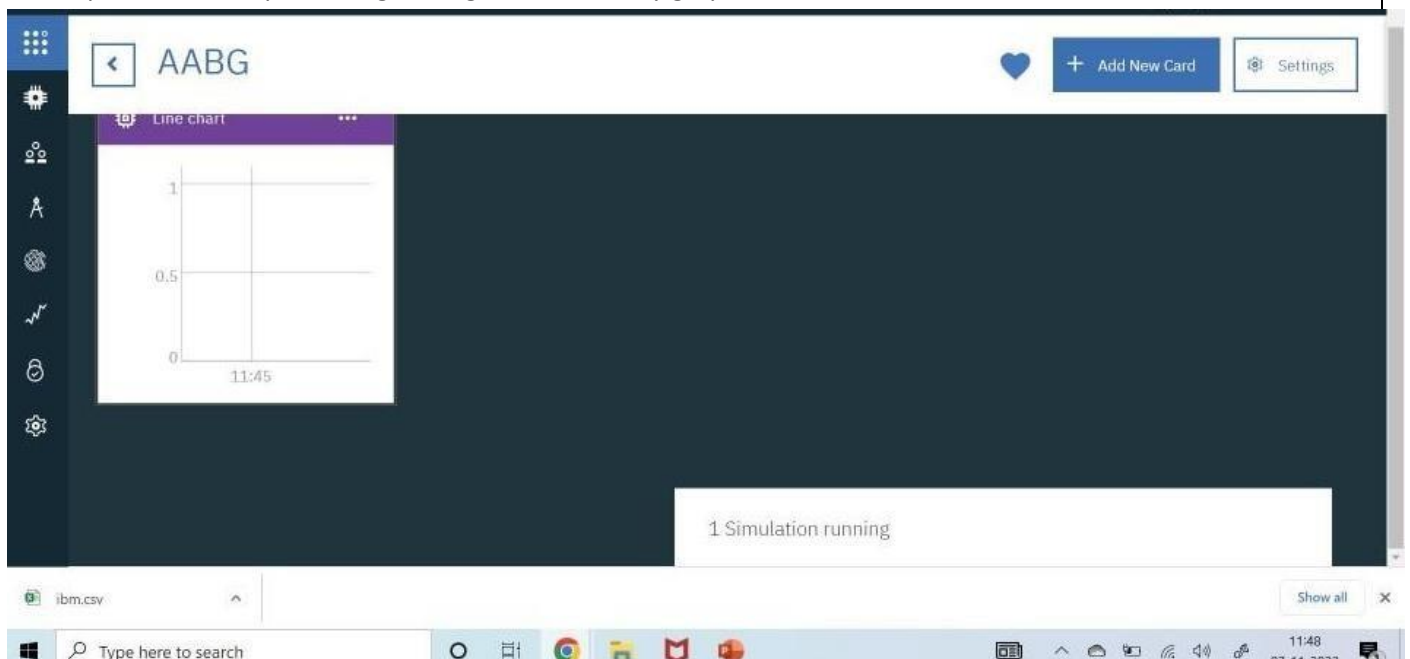 AABG
+ Add New Card
Settings
Line chart
1
0.5
0
11:45
1 Simulation running
ibm.csv
Show all
Type here to search
11:48